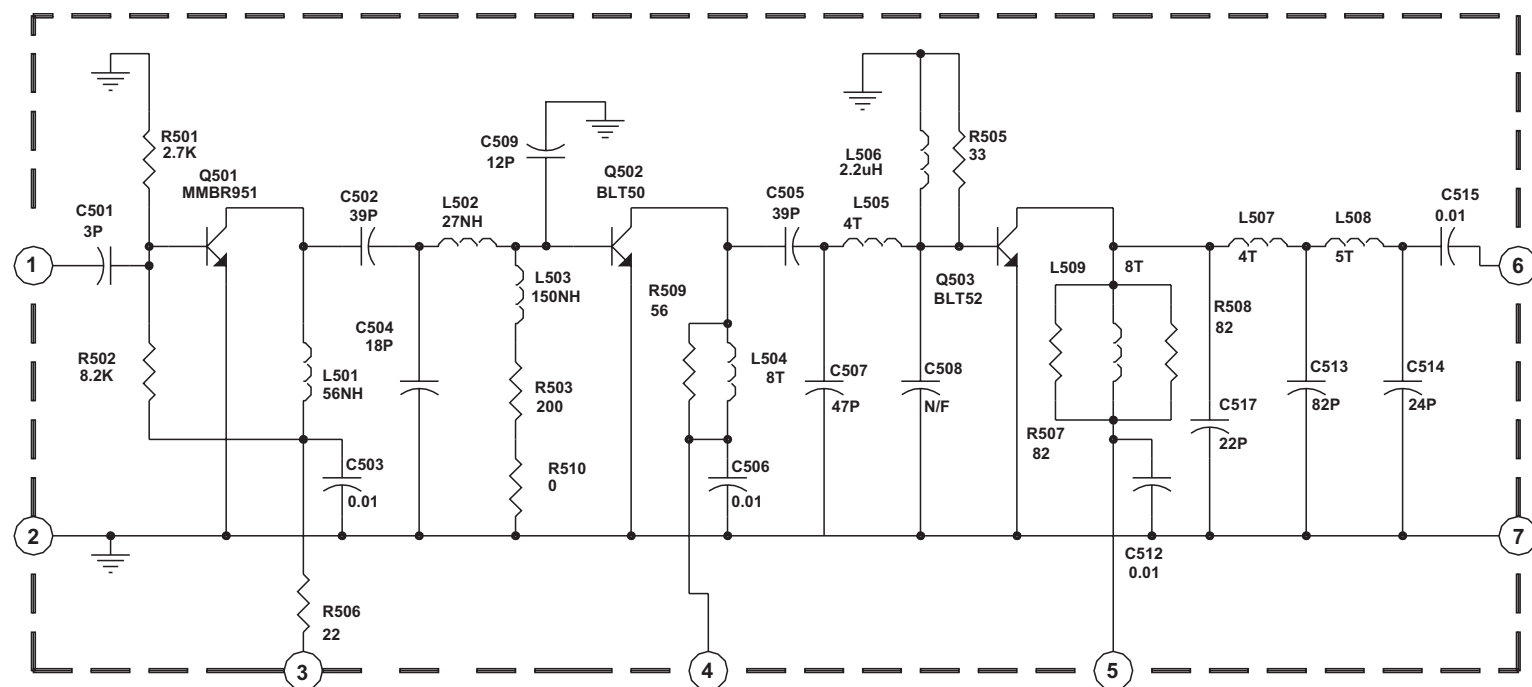 R501
2.7K
Q501
MMBR951
C501
3P
1
R502
8.2K
L501
56NH
C502
39P
C504
18P
C503
0.01
2
R506
22
3
L502
27NH
C509
12P
L503
150NH
R503
200
R510
0
Q502
BLT50
R509
56
L504
8T
C506
0.01
4
C505
39P
L505
4T
L506
2.2uH
R505
33
C507
47P
C508
N/F
Q503
BLT52
L509
8T
R508
82
R507
82
C512
0.01
5
C517
22P
L507
4T
L508
5T
C513
82P
C514
24P
C515
0.01
6
7